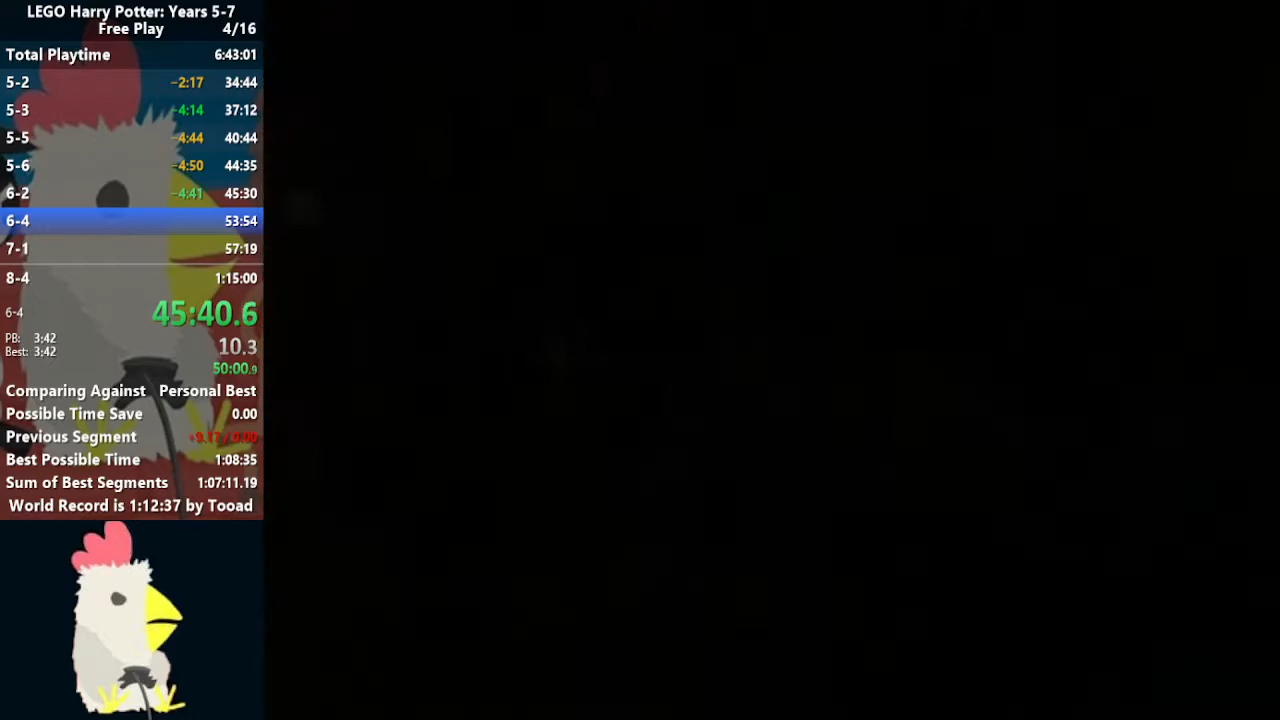 LEGO Harry Potter: Years 5-7
Free Play 4/16
Total Playtime 6:43:01
5-2 −2:17 34:44
5-3 −4:14 37:12
5-5 −4:44 40:44
5-6 −4:50 44:35
6-2 −4:41 45:30
6-4 53:54
7-1 57:19
8-4 1:15:00
45:40.6
6-4
PB: 3:42
Best: 3:42
10.3
50:00.9
Comparing Against Personal Best
Possible Time Save 0.00
Previous Segment +9.17 / 0.00
Best Possible Time 1:08:35
Sum of Best Segments 1:07:11.19
World Record is 1:12:37 by Tooad